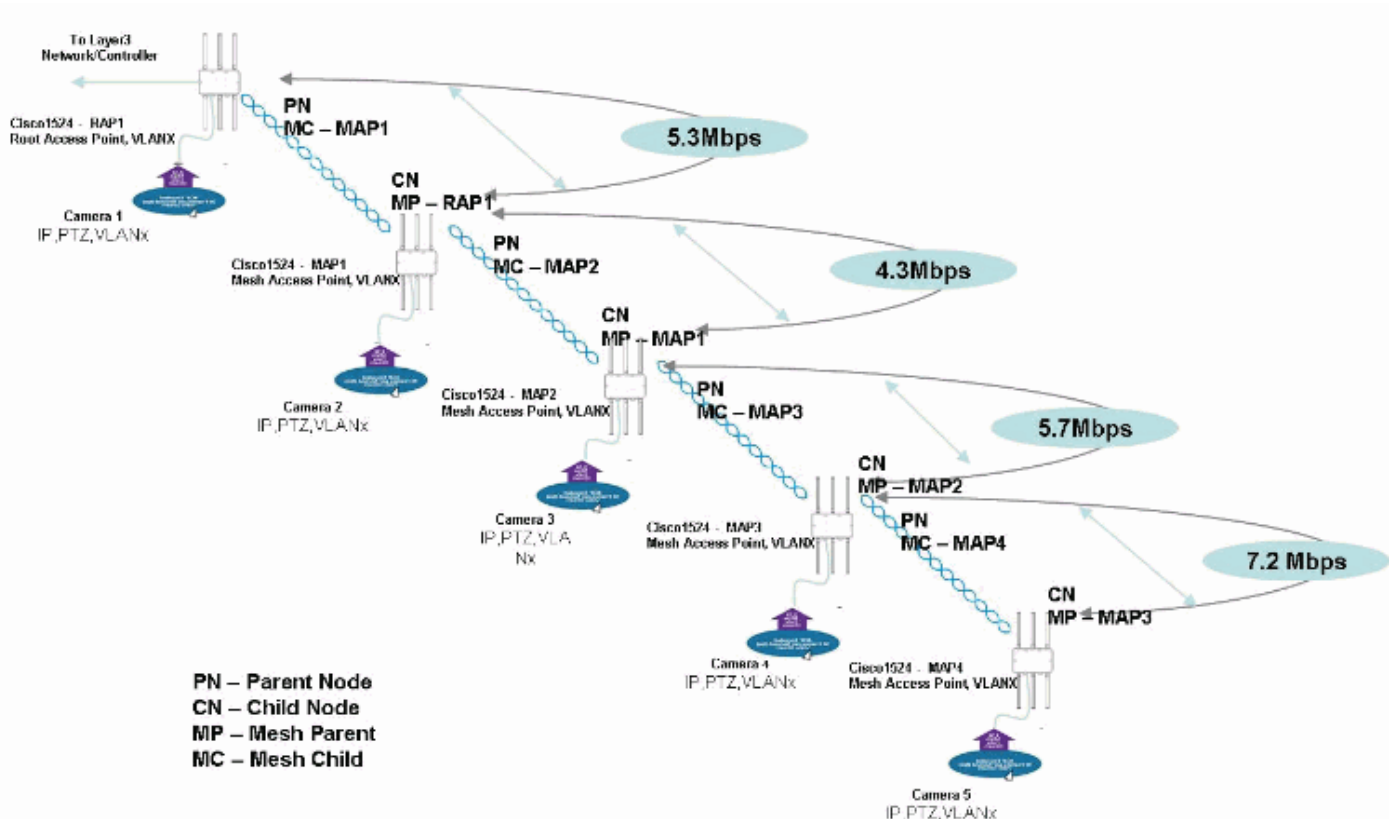 To Layer3
Network/Controller
Cisco1524 - RAP1
Root Access Point, VLANX
Camera 1
IP,PTZ,VLANx
PN
MC – MAP1
5.3Mbps
CN
MP – RAP1
Cisco1524 - MAP1
Mesh Access Point, VLANX
Camera 2
IP,PTZ,VLANx
PN
MC – MAP2
4.3Mbps
CN
MP – MAP1
Cisco1524 - MAP2
Mesh Access Point, VLANX
Camera 3
IP,PTZ,VLA
Nx
PN
MC – MAP3
5.7Mbps
CN
MP – MAP2
Cisco1524 - MAP3
Mesh Access Point, VLANX
Camera 4
IP,PTZ,VLANx
PN
MC – MAP4
7.2 Mbps
CN
MP – MAP3
Cisco1524 - MAP4
Mesh Access Point, VLANX
Camera 5
IP,PTZ,VLANx
PN – Parent Node
CN – Child Node
MP – Mesh Parent
MC – Mesh Child